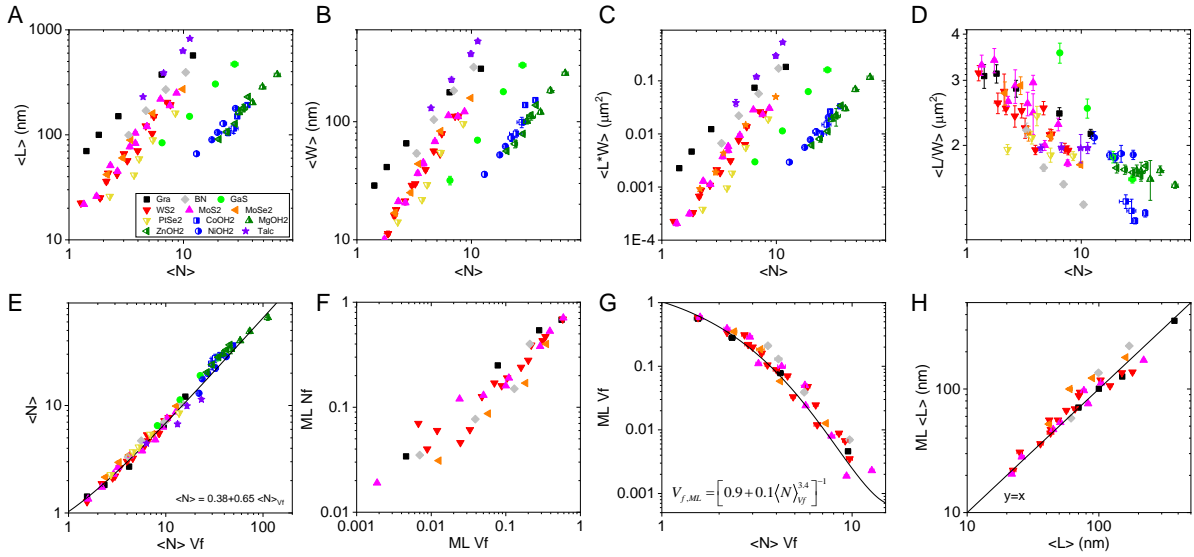 A
B
C
D
1000
100
10
<L> (nm)
1
10
<N>
Gra
BN
GaS
WS2
MoS2
MoSe2
PtSe2
CoOH2
MgOH2
ZnOH2
NiOH2
Talc
100
10
<W> (nm)
1
10
<N>
0.1
0.01
0.001
1E-4
<L*W> (μm²)
1
10
<N>
4
3
2
<L/W> (μm²)
1
10
<N>
E
F
G
H
10
1
<N>
1
10
100
<N> Vf
<N> = 0.38+0.65 <N>Vf
1
0.1
0.01
ML Nf
0.001
0.01
0.1
1
ML Vf
1
0.1
0.01
0.001
ML Vf
1
10
<N> Vf
V_{f,ML} = [0.9+0.1⟨N⟩_{Vf}^{3.4}]^{-1}
100
10
ML <L> (nm)
10
100
<L> (nm)
y=x